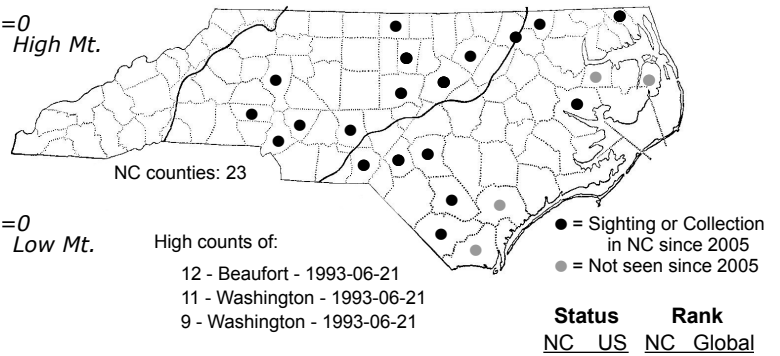 =0
High Mt.
NC counties: 23
=0
Low Mt.
High counts of:
12 - Beaufort - 1993-06-21
11 - Washington - 1993-06-21
9 - Washington - 1993-06-21
= Sighting or Collection
in NC since 2005
= Not seen since 2005
Status Rank
NC US NC Global